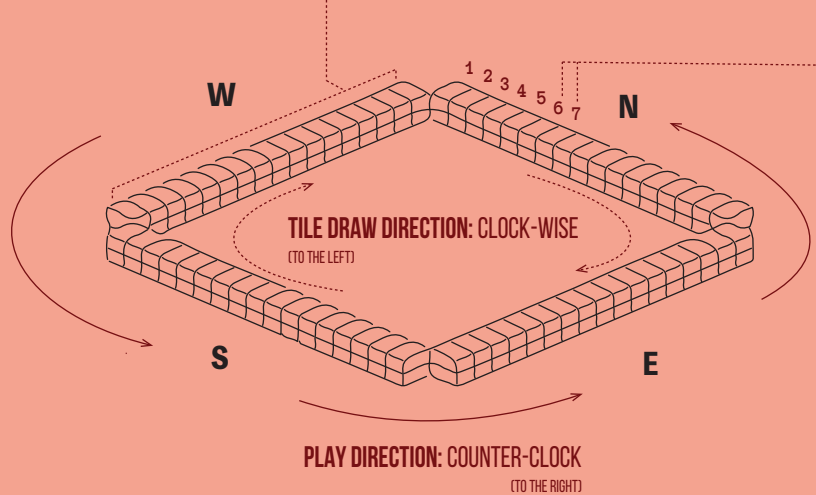 W
1 2 3 4 5 6 7
N
TILE DRAW DIRECTION: CLOCK-WISE
(TO THE LEFT)
S
E
PLAY DIRECTION: COUNTER-CLOCK
(TO THE RIGHT)